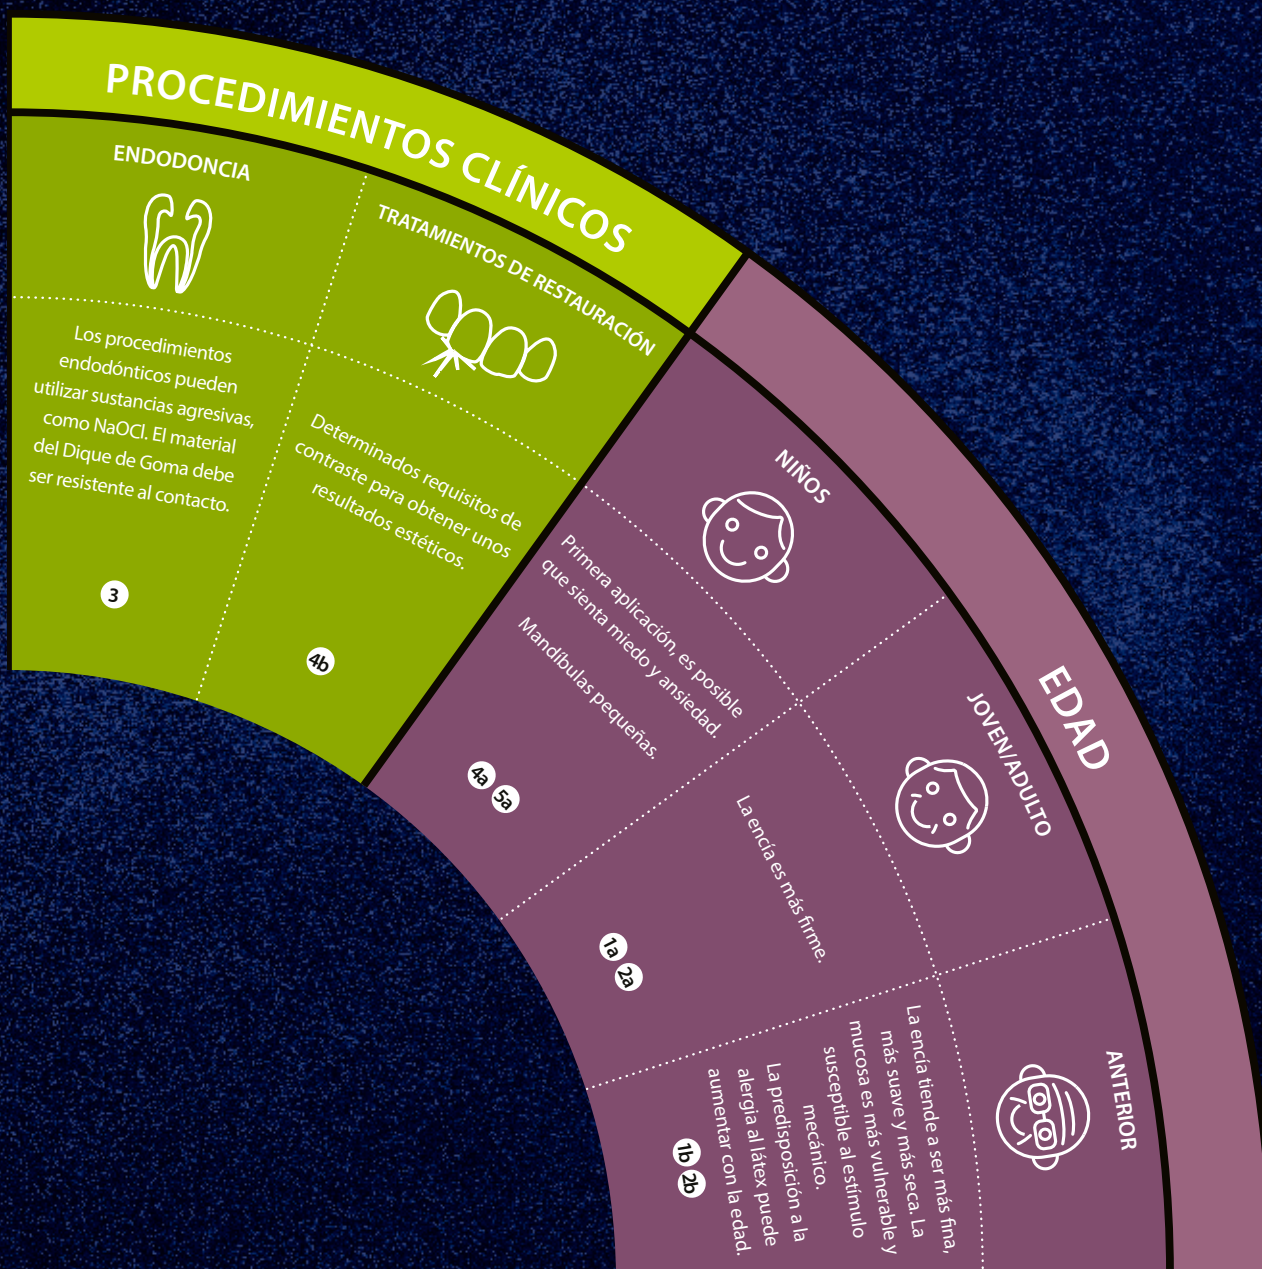 PROCEDIMIENTOS CLÍNICOS
ENDODONCIA
Los procedimientos
endodónticos pueden
utilizar sustancias agresivas,
como NaOCl. El material
del Dique de Goma debe
ser resistente al contacto.
3
TRATAMIENTOS DE RESTAURACIÓN
Determinados requisitos de
contraste para obtener unos
resultados estéticos.
4b
EDAD
NIÑOS
Primera aplicación, es posible
que sienta miedo y ansiedad.
Mandíbulas pequeñas.
4a
5a
JOVEN/ADULTO
La encía es más firme.
1a
2a
ANTERIOR
La encía tiende a ser más fina,
más suave y más seca. La
mucosa es más vulnerable y
susceptible al estímulo
mecánico.
La predisposición a la
alergia al látex puede
aumentar con la edad.
1b
2b